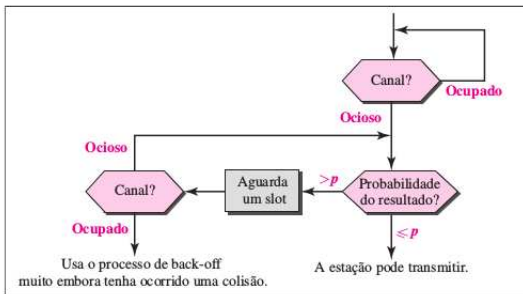 Canal?
Ocupado
Ocioso
Ocioso
Canal?
Aguarda
um slot
>p
Probabilidade
do resultado?
Ocupado
≤p
Usa o processo de back-off
muito embora tenha ocorrido uma colisão.
A estação pode transmitir.